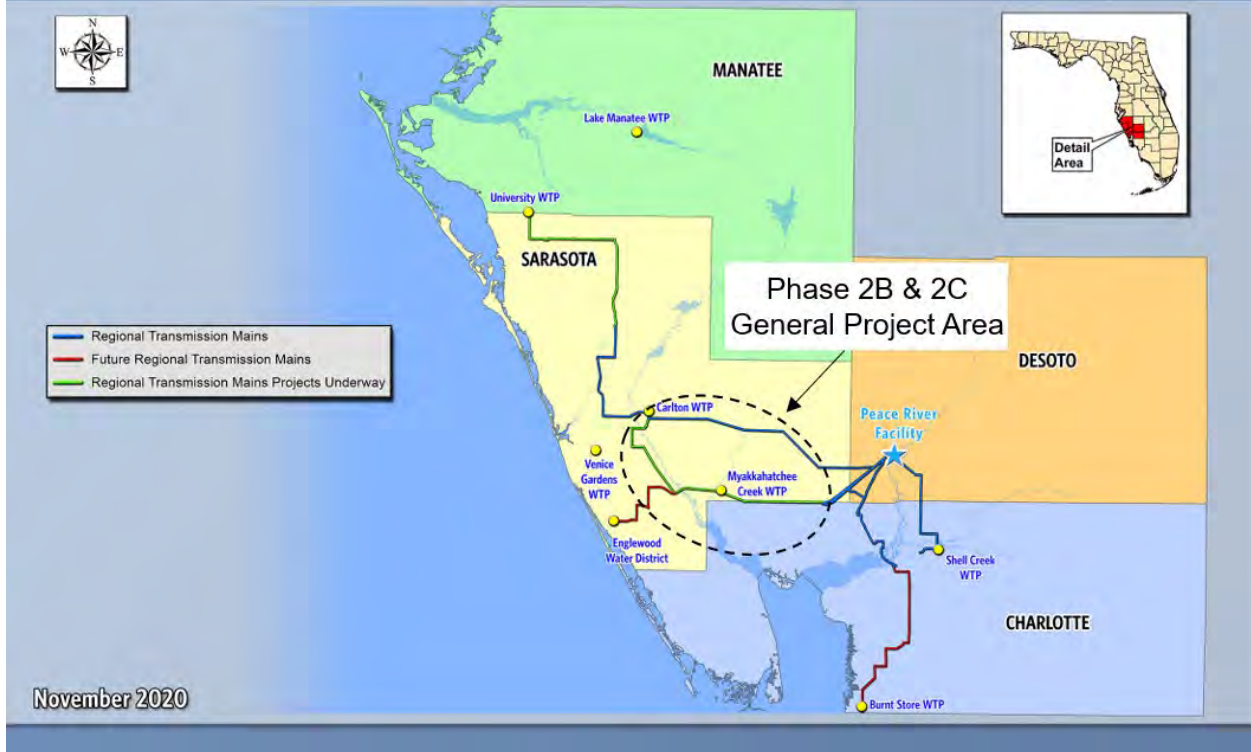 N
W E
S
MANATEE
Lake Manatee WTP
Detail
Area
University WTP
SARASOTA
Phase 2B & 2C
General Project Area
Regional Transmission Mains
Future Regional Transmission Mains
Regional Transmission Mains Projects Underway
DESOTO
Carlton WTP
Peace River
Facility
Venice
Gardens
WTP
Myakkahatchee
Creek WTP
Englewood
Water District
Shell Creek
WTP
CHARLOTTE
November 2020
Burnt Store WTP